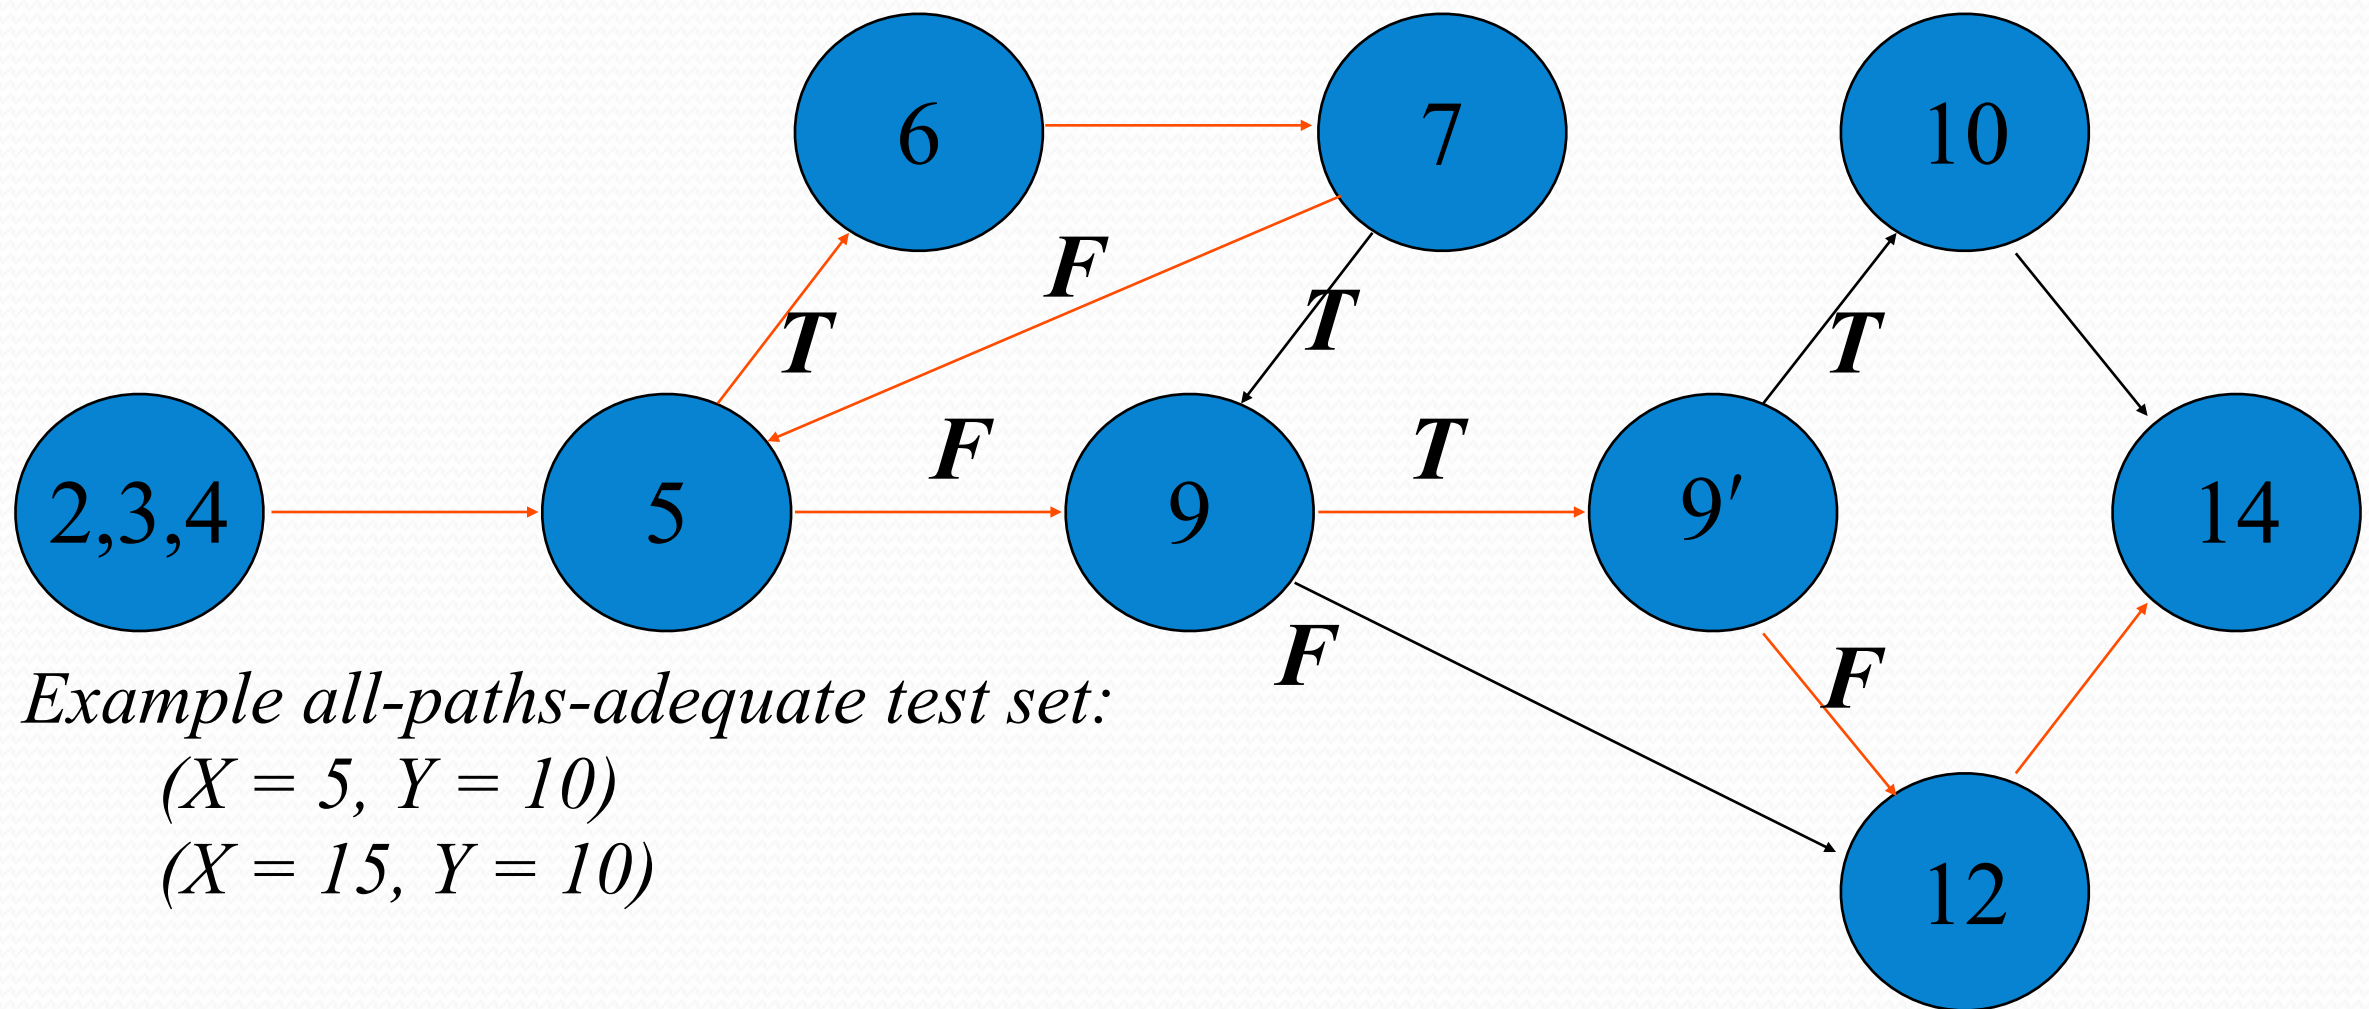 6
7
10
F
T
T
T
F
T
2,3,4
5
9
9′
14
F
F
Example all-paths-adequate test set:
(X = 5, Y = 10)
(X = 15, Y = 10)
12